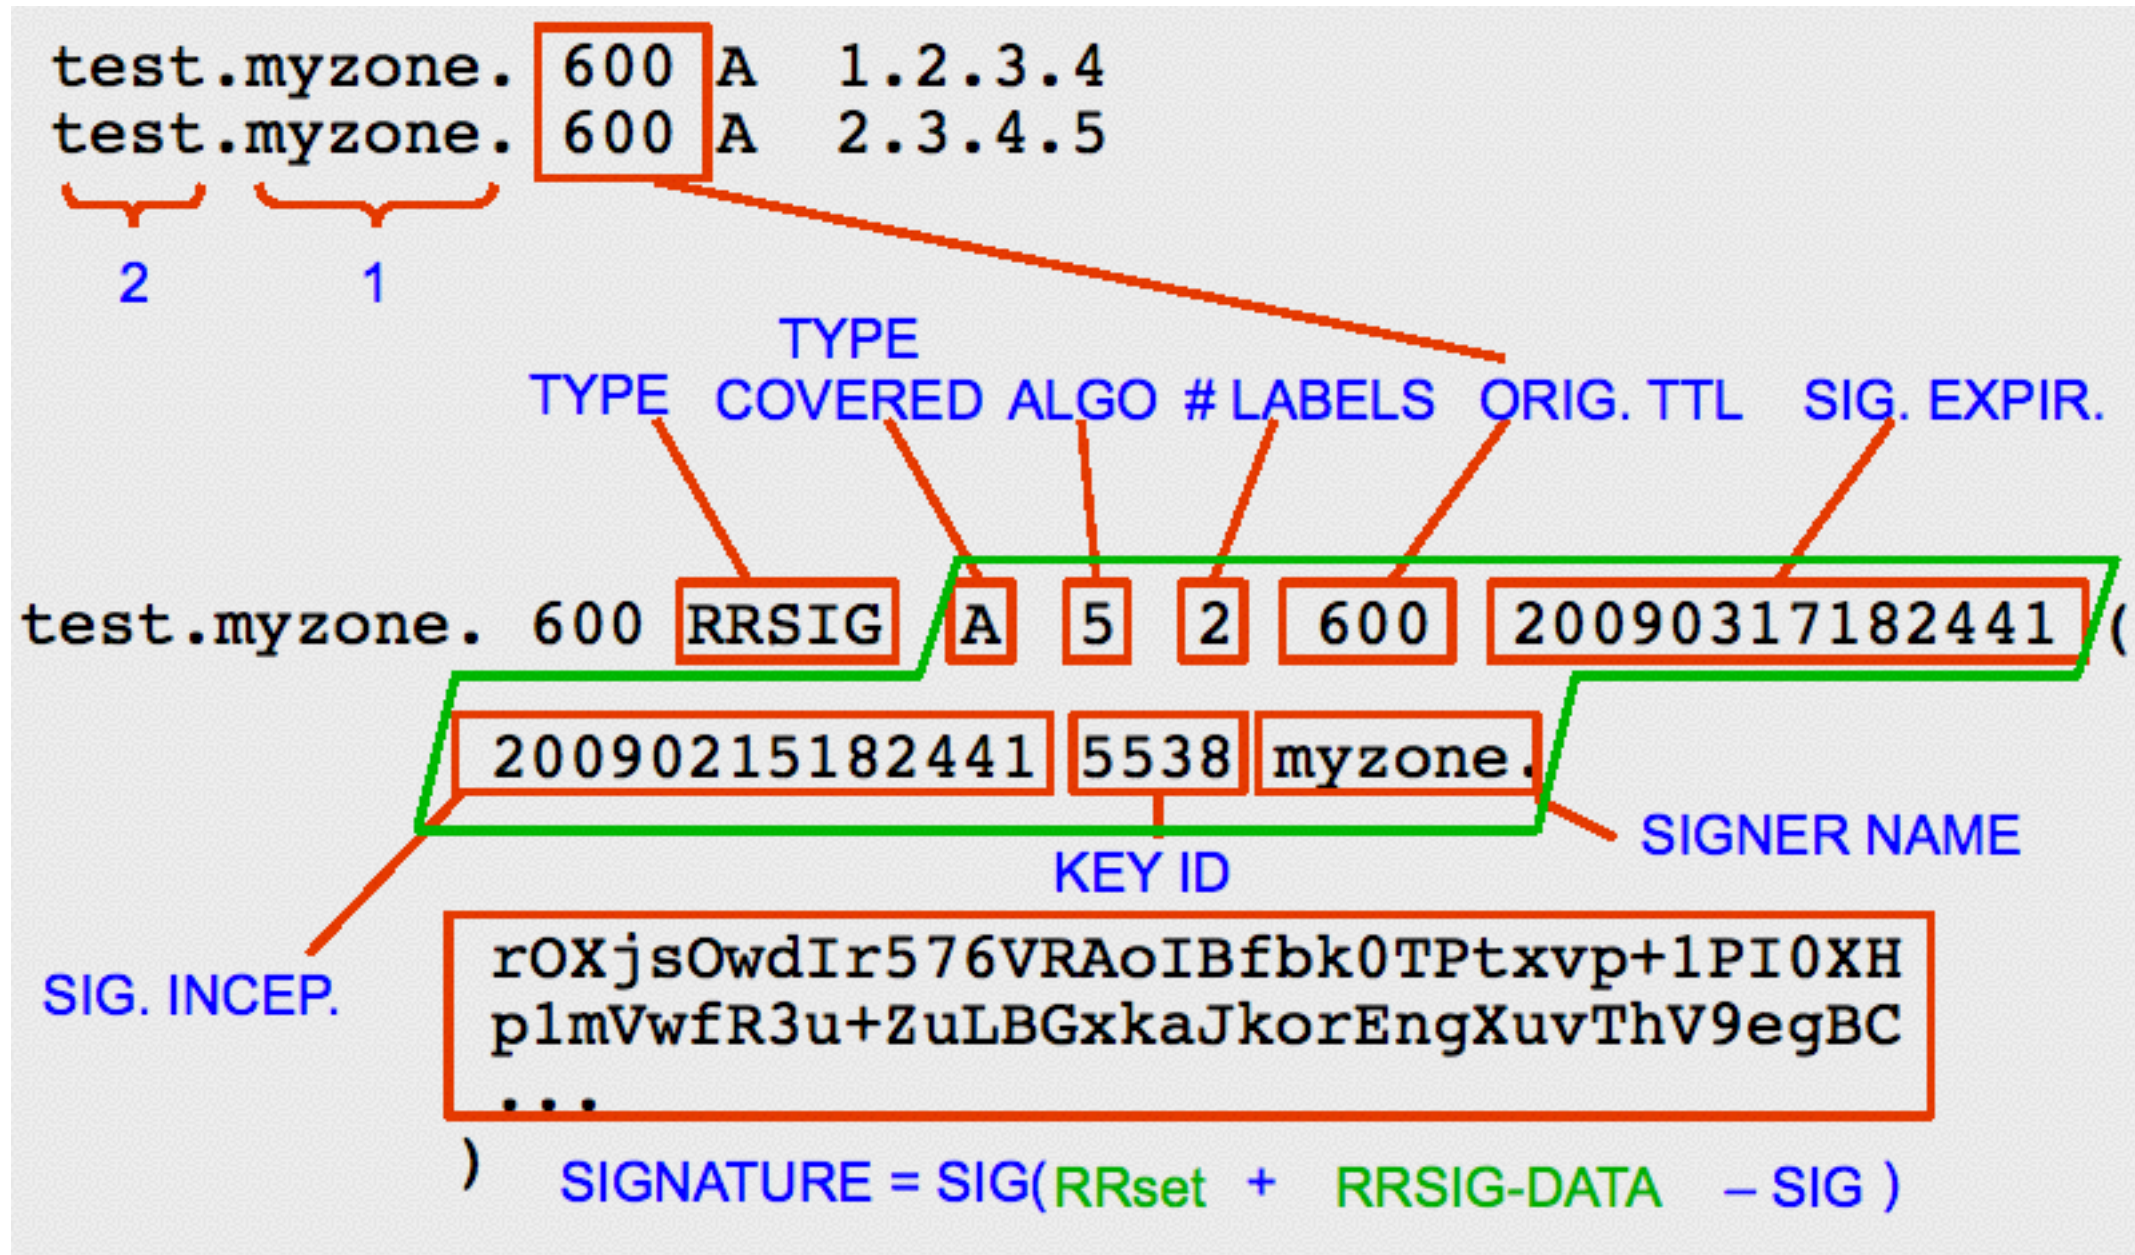 test.myzone. 600 A 1.2.3.4
test.myzone. 600 A 2.3.4.5
2 1
TYPE
TYPE COVERED ALGO # LABELS ORIG. TTL SIG. EXPIR.
test.myzone. 600 RRSIG A 5 2 600 20090317182441 (
20090215182441 5538 myzone.
SIGNER NAME
KEY ID
rOXjsOwdIr576VRAoIBfbk0TPtxvp+1PI0XH
SIG. INCEP.
p1mVwfR3u+ZuLBGxkaJkorEngXuvThV9egBC
...
)
SIGNATURE = SIG( RRset + RRSIG-DATA – SIG )